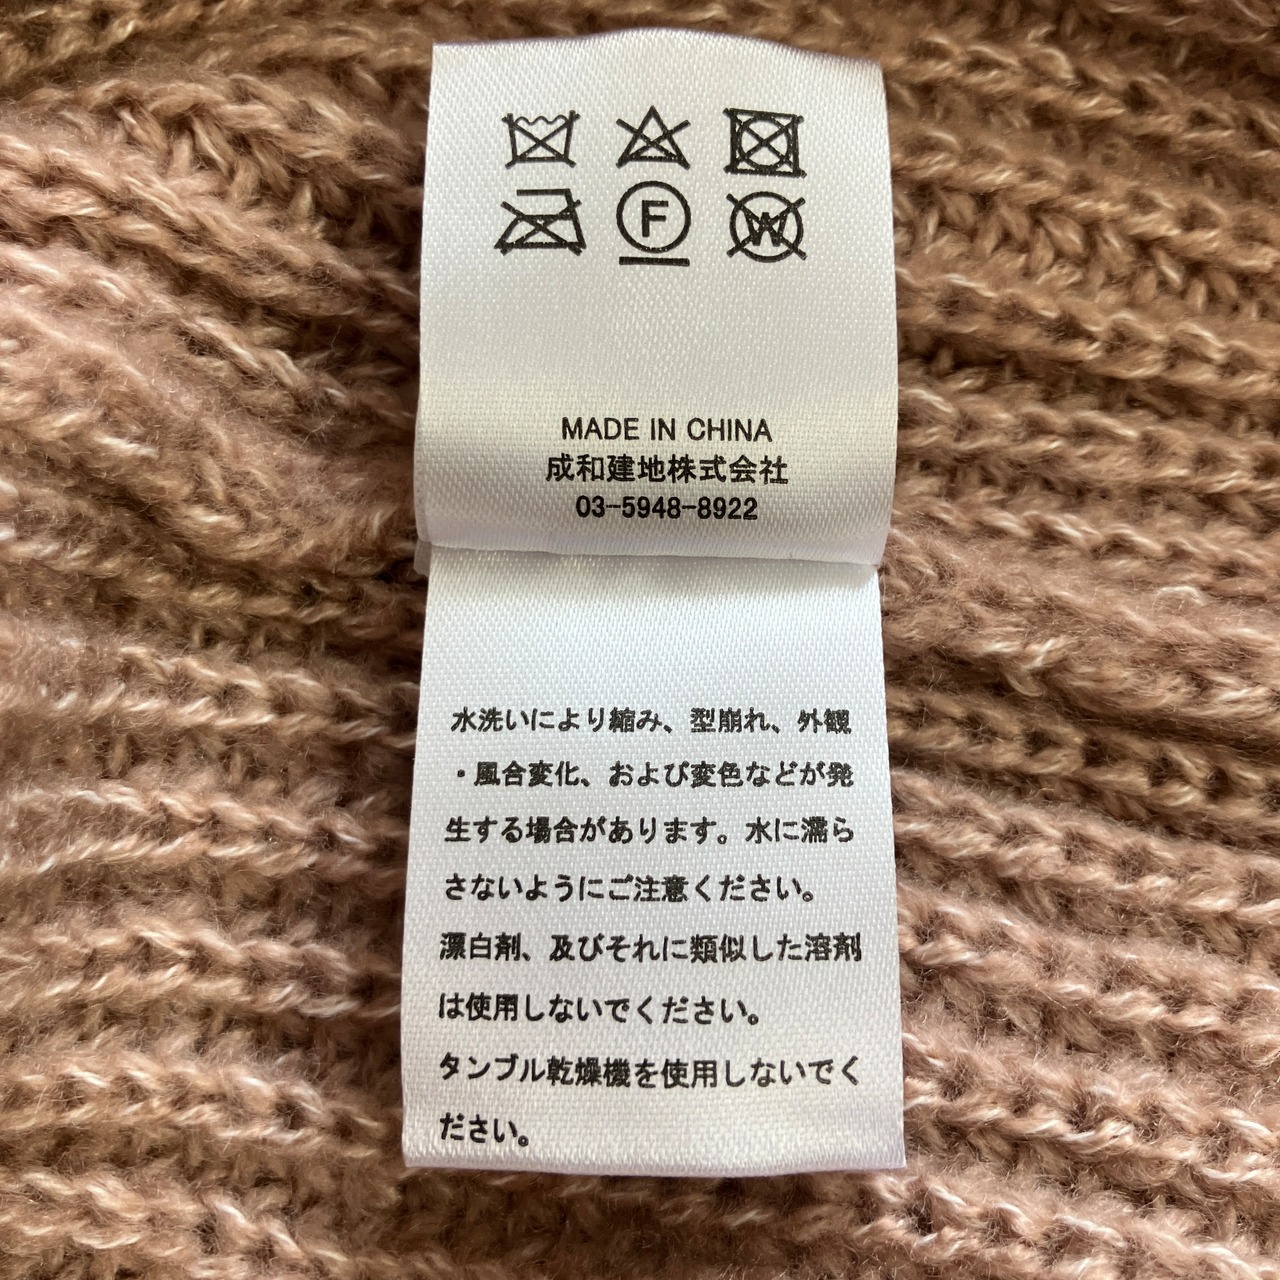 F
W
MADE IN CHINA
成和建地株式会社
03-5948-8922
水洗いにより縮み、型崩れ、外観
・風合変化、および変色などが発
生する場合があります。水に濡ら
さないようにご注意ください。
漂白剤、及びそれに類似した溶剤
は使用しないでください。
タンブル乾燥機を使用しないでく
ださい。